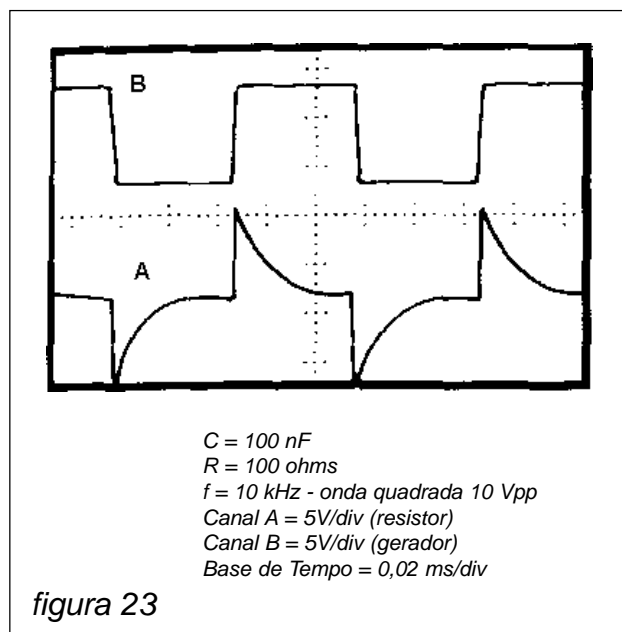 B
A
C = 100 nF
R = 100 ohms
f = 10 kHz - onda quadrada 10 Vpp
Canal A = 5V/div (resistor)
Canal B = 5V/div (gerador)
Base de Tempo = 0,02 ms/div
figura 23